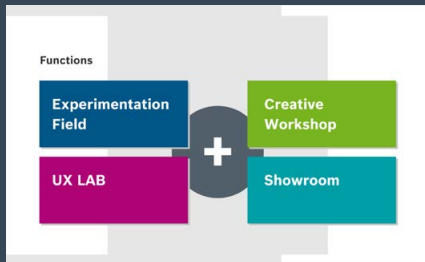 Functions
Experimentation
Field
Creative
Workshop
+
UX LAB
Showroom